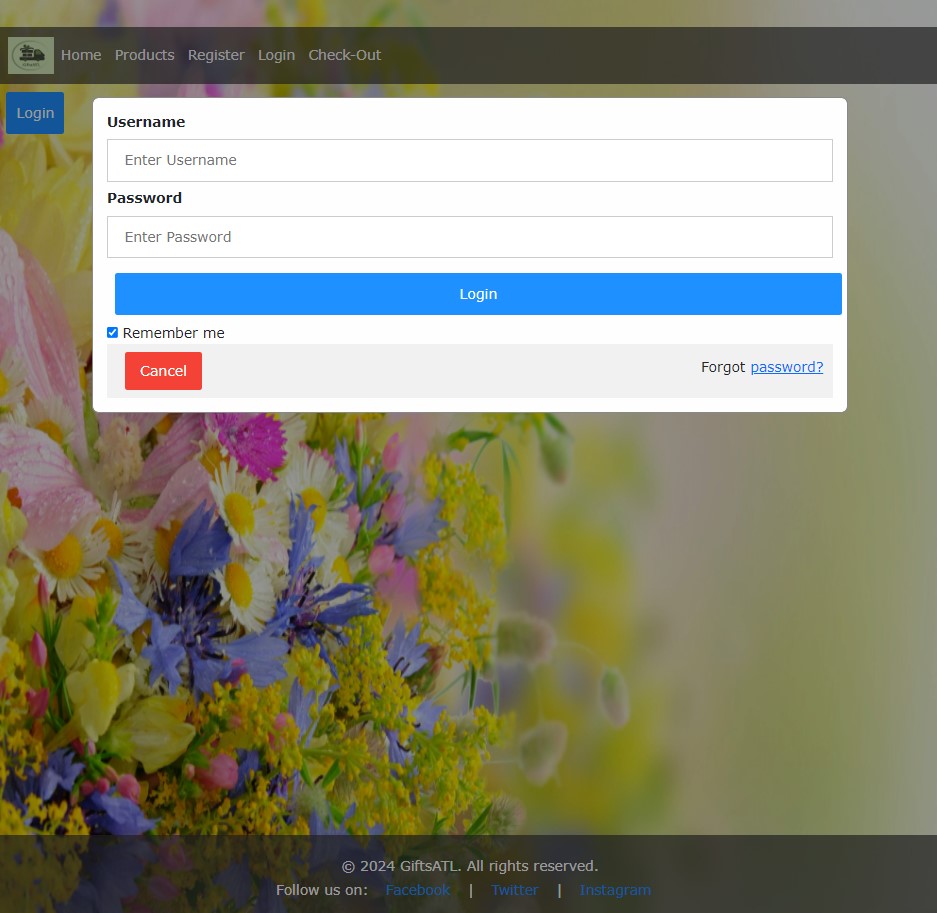 Home Products Register Login Check-Out
Login
Username
Enter Username
Password
Enter Password
Login
Remember me
Cancel
Forgot password?
© 2024 GiftsATL. All rights reserved.
Follow us on: Facebook | Twitter | Instagram